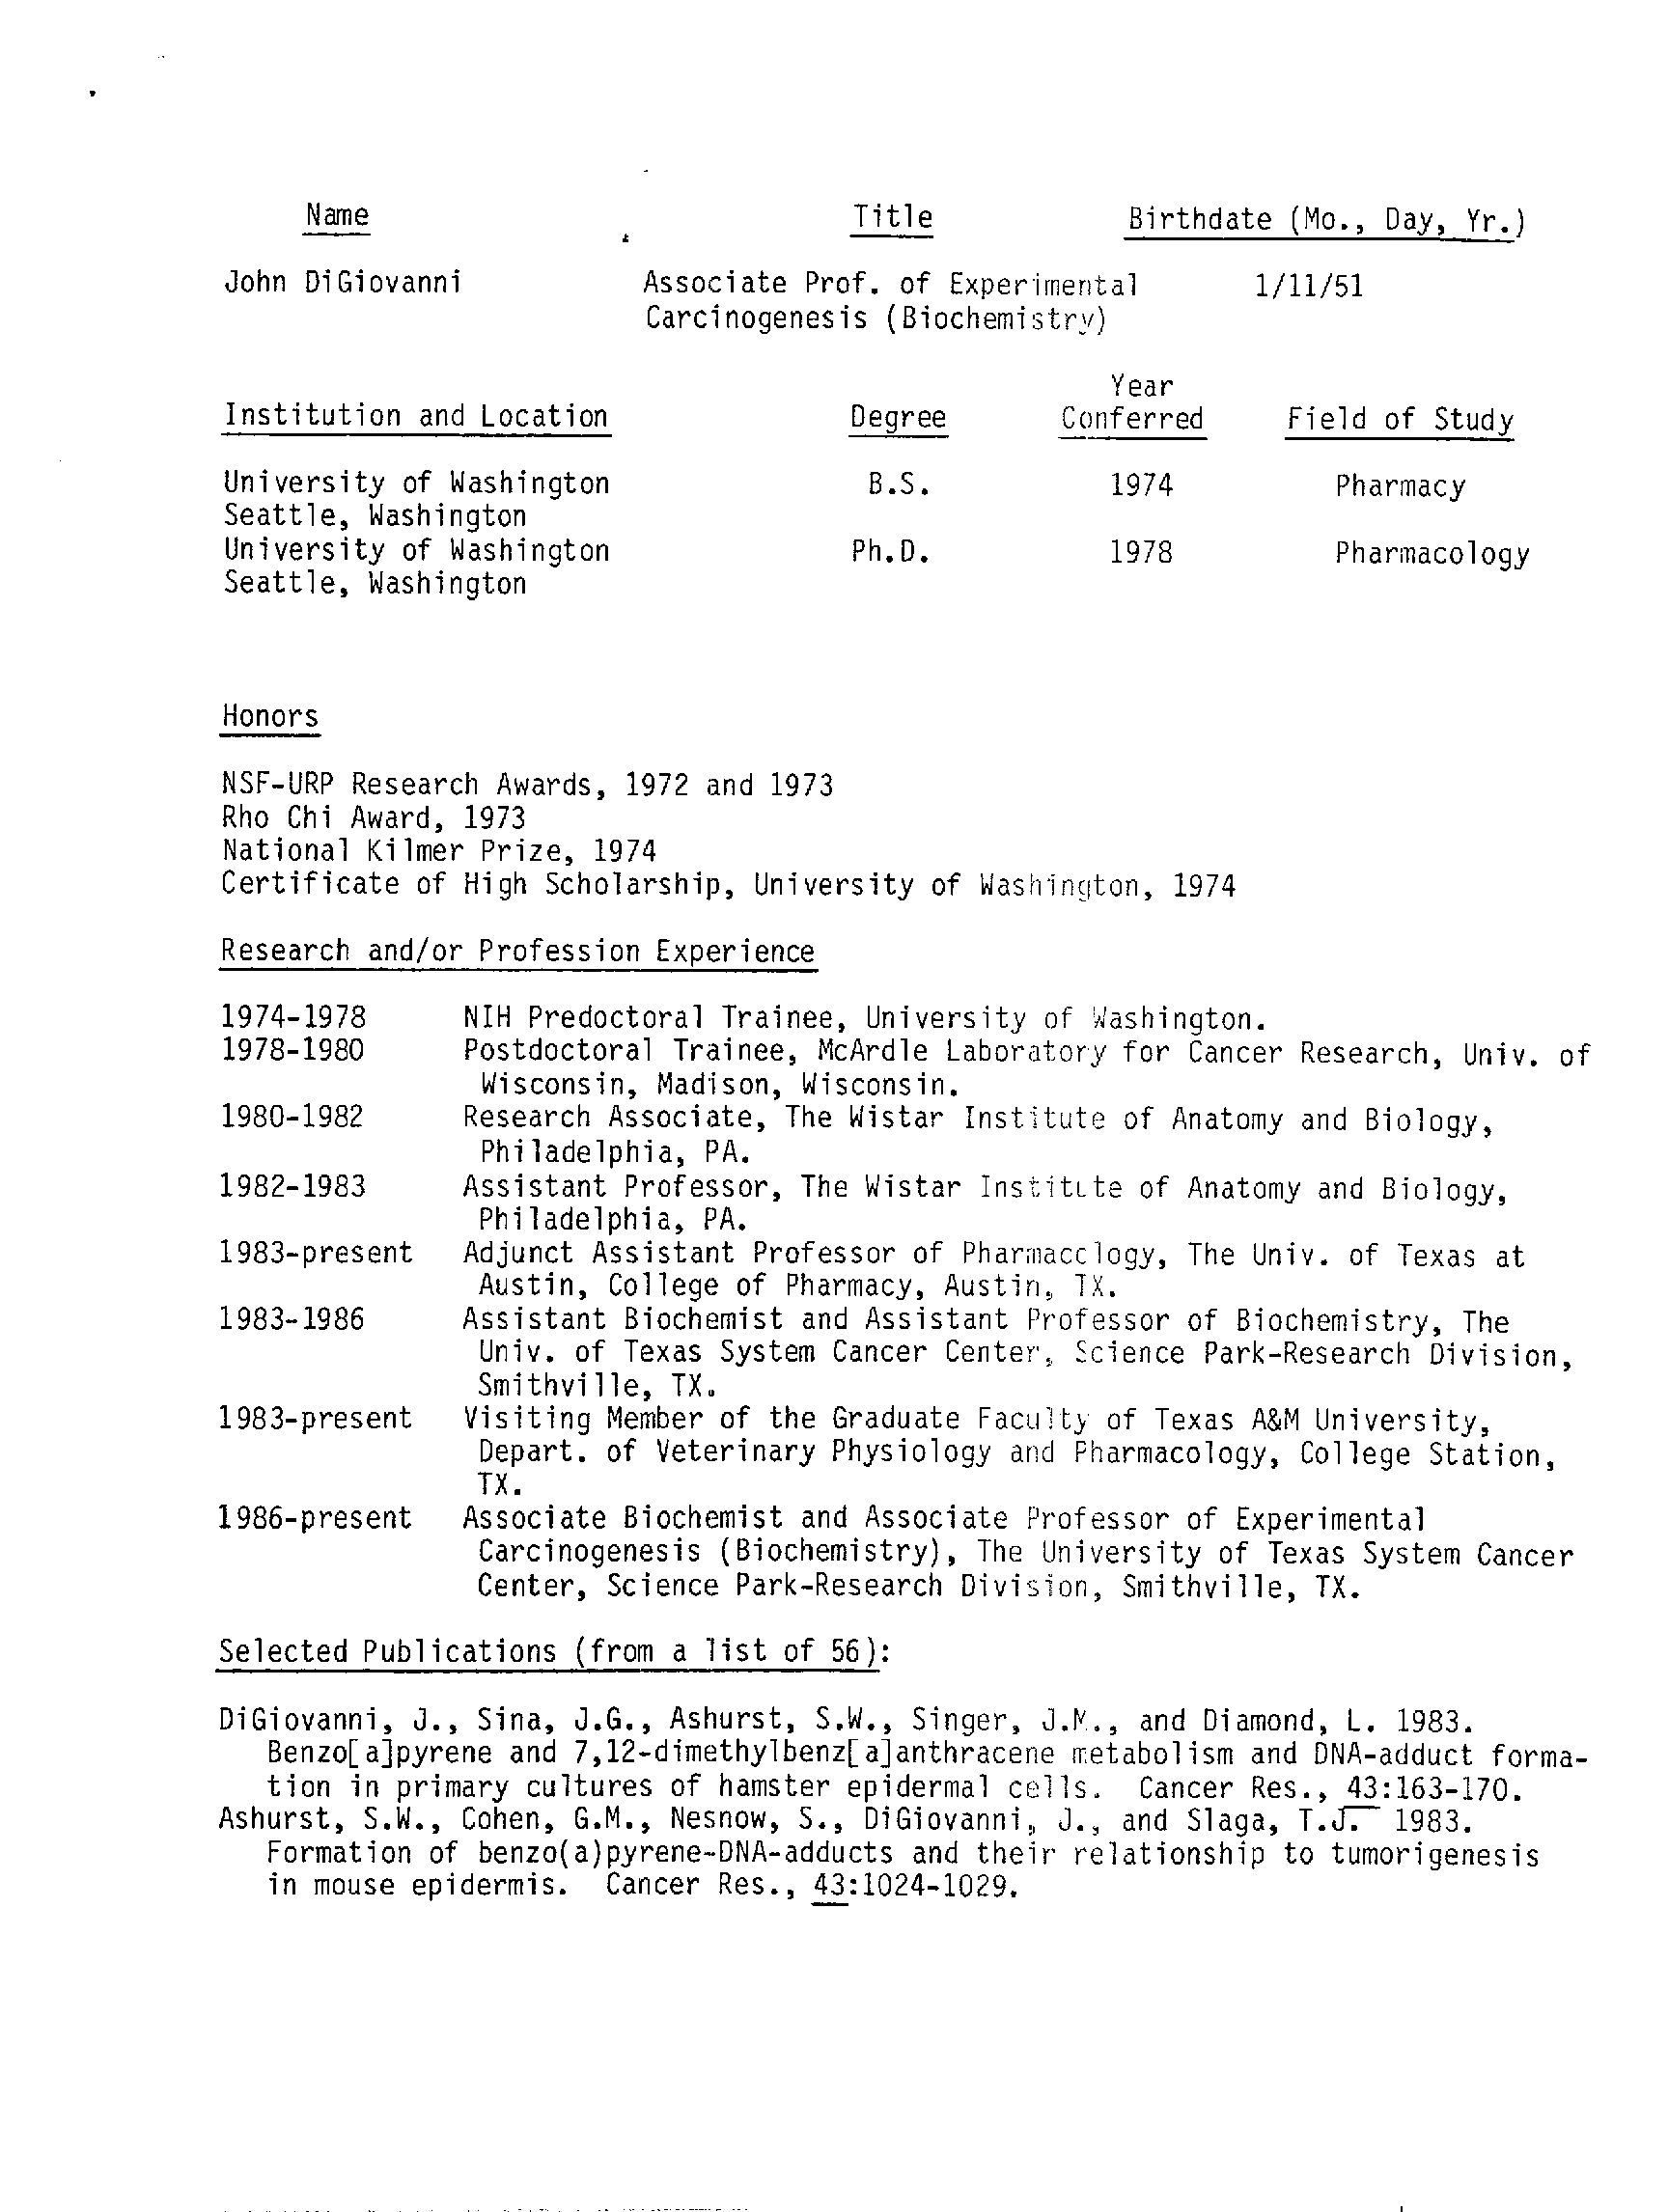 Name Title Birthdate (Mo., Day, Yr.)
John DiGiovanni Associate Prof. of Experimental 1/11/51
Carcinogenesis (Biochemistry)
Year
Institution and Location Degree Conferred Field of Study
University of Washington B.S. 1974 Pharmacy
Seattle, Washington
University of Washington Ph.D. 1978 Pharmacology
Seattle, Washington
Honors
NSF-URP Research Awards, 1972 and 1973
Rho Chi Award, 1973
National Kilmer Prize, 1974
Certificate of High Scholarship, University of Washington, 1974
Research and/or Profession Experience
1974-1978 NIH Predoctoral Trainee, University of Washington.
1978-1980 Postdoctoral Trainee, McArdle Laboratory for Cancer Research, Univ. of
Wisconsin, Madison, Wisconsin.
1980-1982 Research Associate, The Wistar Institute of Anatomy and Biology,
Philadelphia, PA.
1982-1983 Assistant Professor, The Wistar Institute of Anatomy and Biology,
Philadelphia, PA.
1983-present Adjunct Assistant Professor of Pharmacology, The Univ. of Texas at
Austin, College of Pharmacy, Austin, TX.
1983-1986 Assistant Biochemist and Assistant Professor of Biochemistry, The
Univ. of Texas System Cancer Center, Science Park-Research Division,
Smithville, TX.
1983-present Visiting Member of the Graduate Faculty of Texas A&M University,
Depart. of Veterinary Physiology and Pharmacology, College Station,
TX.
1986-present Associate Biochemist and Associate Professor of Experimental
Carcinogenesis (Biochemistry), The University of Texas System Cancer
Center, Science Park-Research Division, Smithville, TX.
Selected Publications (from a list of 56):
DiGiovanni, J., Sina, J.G., Ashurst, S.W., Singer, J.M., and Diamond, L. 1983.
Benzo[a]pyrene and 7,12-dimethylbenz[a]anthracene metabolism and DNA-adduct forma-
tion in primary cultures of hamster epidermal cells. Cancer Res., 43:163-170.
Ashurst, S.W., Cohen, G.M., Nesnow, S., DiGiovanni, J., and Slaga, T.J. 1983.
Formation of benzo(a)pyrene-DNA-adducts and their relationship to tumorigenesis
in mouse epidermis. Cancer Res., 43:1024-1029.